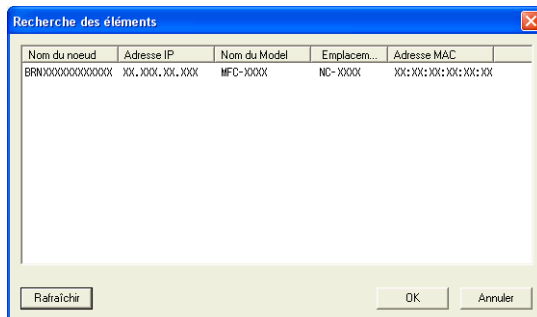 Recherche des éléments
Nom du noeud Adresse IP Nom du Model Emplacem... Adresse MAC
BRNXXXXXXXXXXXX XX.XXX.XX.XXX MFC-XXXX NC-XXXX XX:XX:XX:XX:XX:XX
Rafraîchir OK Annuler